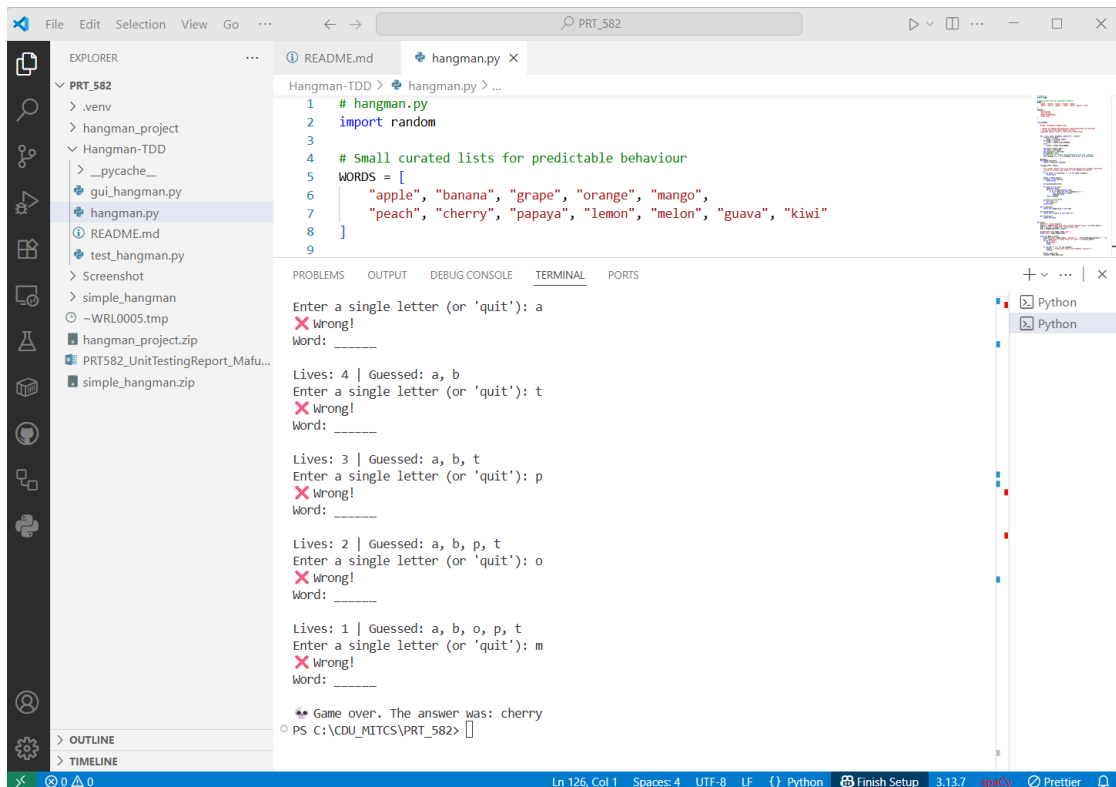 File Edit Selection View Go ··· PRT_582
EXPLORER ···
PRT_582
.venv
hangman_project
Hangman-TDD
__pycache__
gui_hangman.py
hangman.py
README.md
test_hangman.py
Screenshot
simple_hangman
~WRL0005.tmp
hangman_project.zip
PRT582_UnitTestingReport_Mafu...
simple_hangman.zip
OUTLINE
TIMELINE
README.md hangman.py
Hangman-TDD > hangman.py > ...
1 # hangman.py
2 import random
3
4 # Small curated lists for predictable behaviour
5 WORDS = [
6 "apple", "banana", "grape", "orange", "mango",
7 "peach", "cherry", "papaya", "lemon", "melon", "guava", "kiwi"
8 ]
9
PROBLEMS OUTPUT DEBUG CONSOLE TERMINAL PORTS
Enter a single letter (or 'quit'): a
❌ Wrong!
Word: ______
Lives: 4 | Guessed: a, b
Enter a single letter (or 'quit'): t
❌ Wrong!
Word: ______
Lives: 3 | Guessed: a, b, t
Enter a single letter (or 'quit'): p
❌ Wrong!
Word: ______
Lives: 2 | Guessed: a, b, p, t
Enter a single letter (or 'quit'): o
❌ Wrong!
Word: ______
Lives: 1 | Guessed: a, b, o, p, t
Enter a single letter (or 'quit'): m
❌ Wrong!
Word: ______
💀 Game over. The answer was: cherry
PS C:\CDU_MITCS\PRT_582>
Python
Python
0 0 Ln 126, Col 1 Spaces: 4 UTF-8 LF {} Python Finish Setup 3.13.7 spaCy Prettier